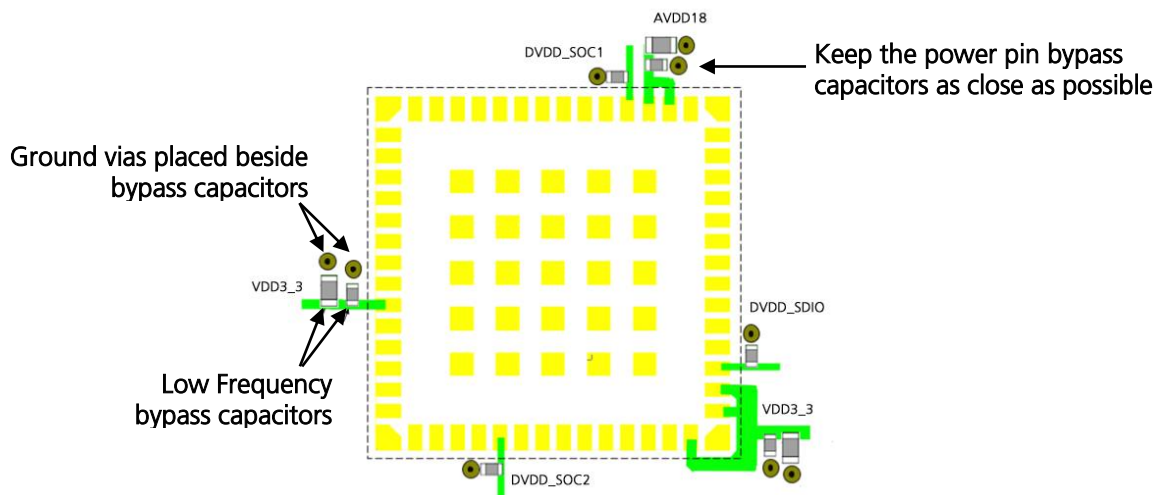 AVDD18
DVDD_SOC1
Keep the power pin bypass
capacitors as close as possible
Ground vias placed beside
bypass capacitors
VDD3_3
DVDD_SDIO
Low Frequency
bypass capacitors
VDD3_3
DVDD_SOC2